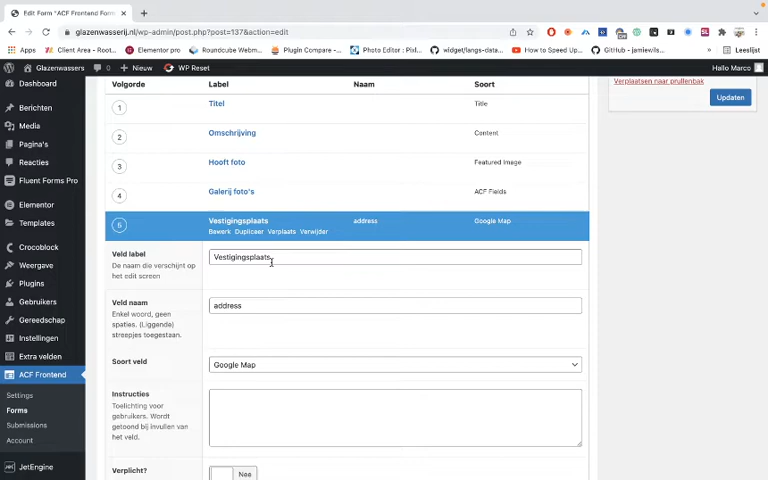 Edit Form "ACF Frontend Form"
glazenwasserij.nl/wp-admin/post.php?post=137&action=edit
Apps Client Area - Root... Elementor pro Roundcube Webm... Plugin Compare -... Photo Editor : Pixl... widget/langs-data... How to Speed Up... GitHub - jamiewils... Leeslijst
Glazenwassers 0 Nieuw WP Reset Hallo Marco
Dashboard
Berichten
Media
Pagina's
Reacties
Fluent Forms Pro
Elementor
Templates
Crocoblock
Weergave
Plugins
Gebruikers
Gereedschap
Instellingen
Extra velden
ACF Frontend
Settings
Forms
Submissions
Account
JetEngine
Volgorde Label Naam Soort
1 Titel Title
2 Omschrijving Content
3 Hooft foto Featured Image
4 Galerij foto's ACF Fields
5 Vestigingsplaats address Google Map
Bewerk Dupliceer Verplaats Verwijder
Veld label
De naam die verschijnt op
het edit screen
Vestigingsplaats
Veld naam
Enkel woord, geen
spaties. (Liggende)
streepjes toegestaan.
address
Soort veld
Google Map
Instructies
Toelichting voor
gebruikers. Wordt
getoond bij invullen van
het veld.
Verplicht?
Nee
Verplaatsen naar prullenbak
Updaten